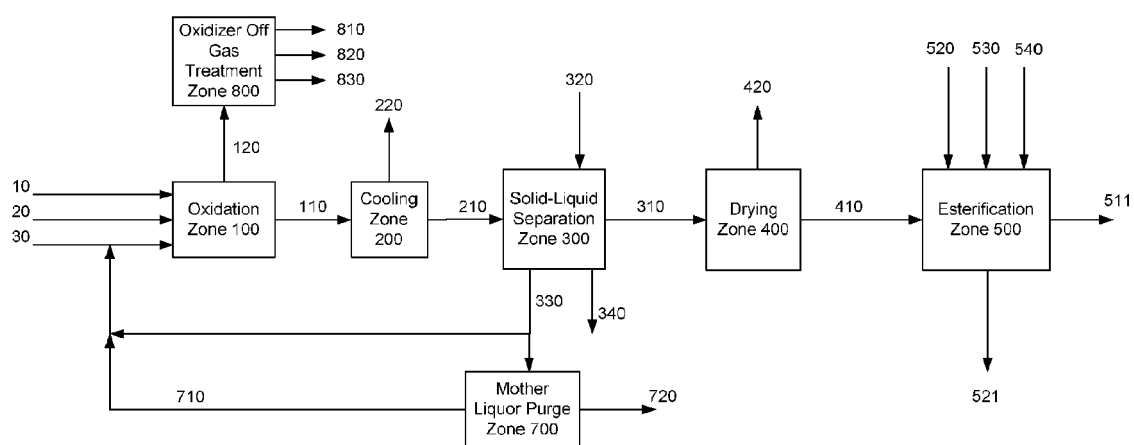 Oxidizer Off
Gas
Treatment
Zone 800
810
820
830
520
530
540
320
420
220
120
10
20
30
Oxidation
Zone 100
110
Cooling
Zone
200
210
Solid-Liquid
Separation
Zone 300
310
Drying
Zone 400
410
Esterification
Zone 500
511
330
340
710
Mother
Liquor Purge
Zone 700
720
521